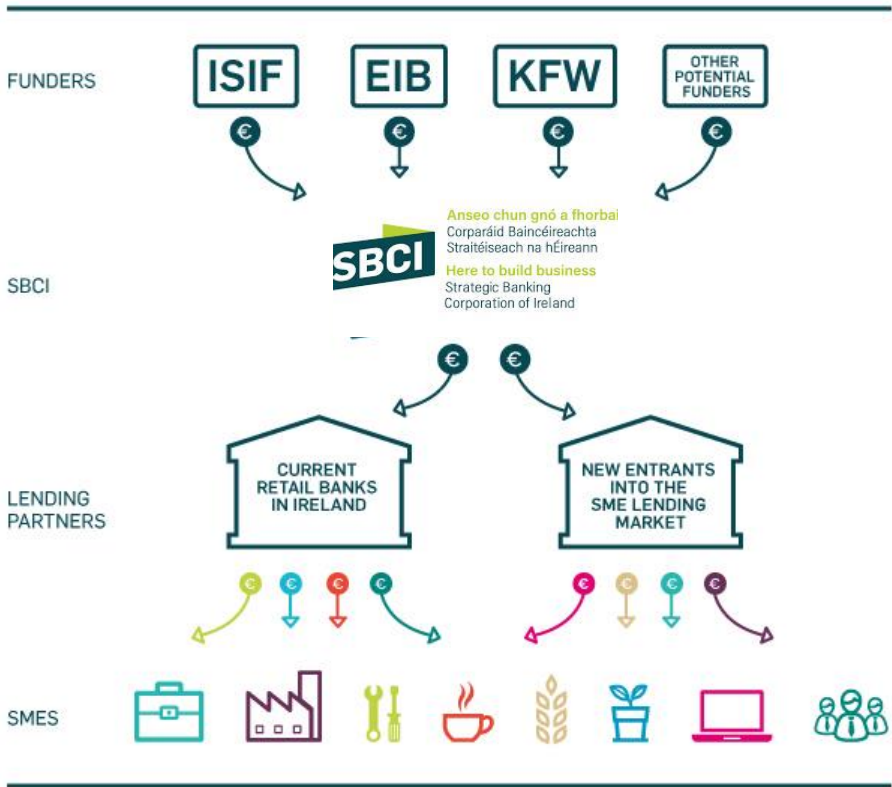 FUNDERS
ISIF
EIB
KFW
OTHER
POTENTIAL
FUNDERS
€ € € €
SBCI
SBCI
Anseo chun gnó a fhorbai
Corparáid Baincéireachta
Straitéiseach na hÉireann
Here to build business
Strategic Banking
Corporation of Ireland
€ €
LENDING
PARTNERS
CURRENT
RETAIL BANKS
IN IRELAND
NEW ENTRANTS
INTO THE
SME LENDING
MARKET
€ € € € € € € €
SMES